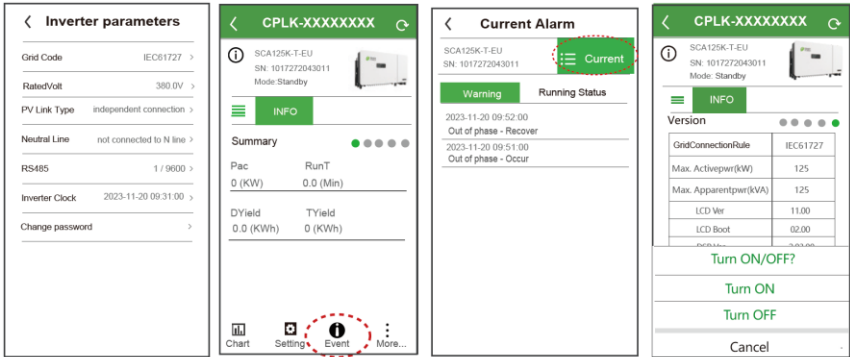 Inverter parameters
Grid Code IEC61727
RatedVolt 380.0V
PV Link Type independent connection
Neutral Line not connected to N line
RS485 1 / 9600
Inverter Clock 2023-11-20 09:31:00
Change password
CPLK-XXXXXXXX
SCA125K-T-EU
SN: 1017272043011
Mode: Standby
INFO
Summary
Pac RunT
0 (KW) 0.0 (Min)
DYield TYield
0.0 (KWh) 0 (KWh)
Chart Setting Event More...
Current Alarm
SCA125K-T-EU
SN: 1017272043011
Current
Warning Running Status
2023-11-20 09:52:00
Out of phase - Recover
2023-11-20 09:51:00
Out of phase - Occur
CPLK-XXXXXXXX
SCA125K-T-EU
SN: 1017272043011
Mode: Standby
INFO
Version
GridConnectionRule IEC61727
Max. Activepwr(kW) 125
Max. Apparentpwr(kVA) 125
LCD Ver 11.00
LCD Boot 02.00
Turn ON/OFF?
Turn ON
Turn OFF
Cancel